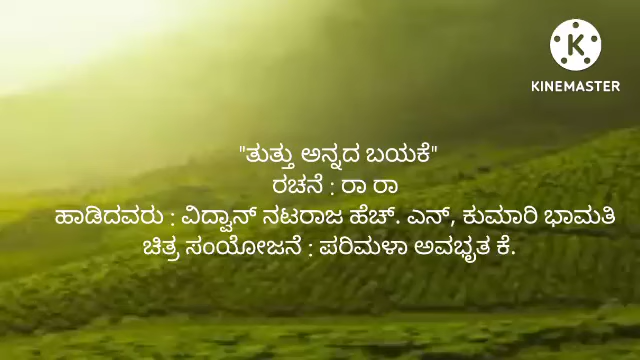 KINEMASTER
"ತುತ್ತು ಅನ್ನದ ಬಯಕೆ"
ರಚನೆ : ರಾ ರಾ
ಹಾಡಿದವರು : ವಿದ್ವಾನ್ ನಟರಾಜ ಹೆಚ್. ಎನ್, ಕುಮಾರಿ ಭಾಮತಿ
ಚಿತ್ರ ಸಂಯೋಜನೆ : ಪರಿಮಳಾ ಅವಭೃತ ಕೆ.